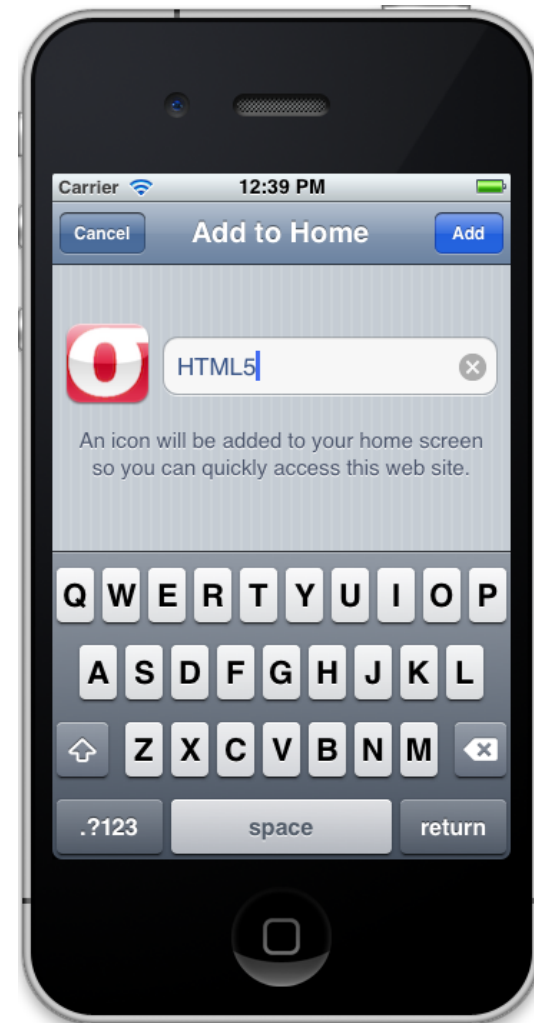 Carrier 12:39 PM
Cancel Add to Home Add
HTML5
An icon will be added to your home screen
so you can quickly access this web site.
Q W E R T Y U I O P
A S D F G H J K L
Z X C V B N M
.?123 space return